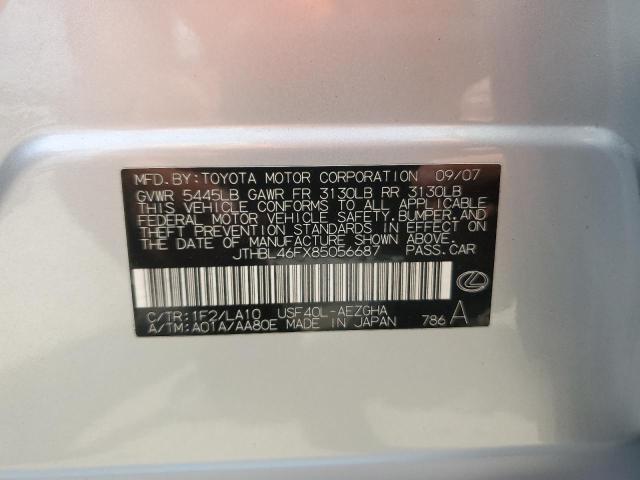 MFD. BY: TOYOTA MOTOR CORPORATION 09/07
GVWR 5445LB GAWR FR 3130LB RR 3130LB
THIS VEHICLE CONFORMS TO ALL APPLICABLE
FEDERAL MOTOR VEHICLE SAFETY, BUMPER, AND
THEFT PREVENTION STANDARDS IN EFFECT ON
THE DATE OF MANUFACTURE SHOWN ABOVE.
JTHBL46FX85056687 PASS.CAR
C/TR:1F2/LA10 USF40L-AEZGHA
A/TM:A01A/AA80E MADE IN JAPAN 786 A